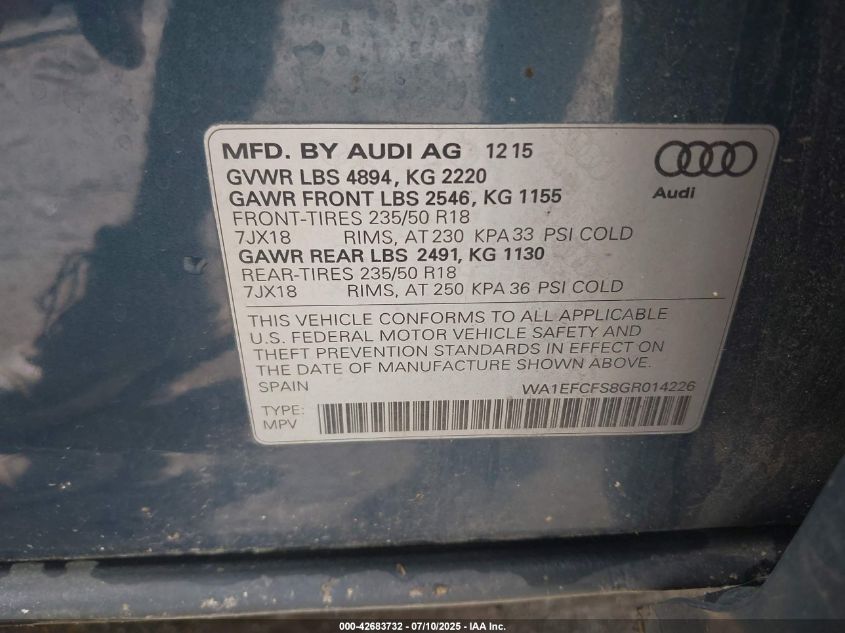 MFD. BY AUDI AG 12 15
GVWR LBS 4894, KG 2220
GAWR FRONT LBS 2546, KG 1155
FRONT-TIRES 235/50 R18
7JX18 RIMS, AT 230 KPA 33 PSI COLD
GAWR REAR LBS 2491, KG 1130
REAR-TIRES 235/50 R18
7JX18 RIMS, AT 250 KPA 36 PSI COLD
Audi
THIS VEHICLE CONFORMS TO ALL APPLICABLE
U.S. FEDERAL MOTOR VEHICLE SAFETY AND
THEFT PREVENTION STANDARDS IN EFFECT ON THE
DATE OF MANUFACTURE SHOWN ABOVE.
SPAIN WA1EFCFS8GR014226
TYPE:
MPV
000-42683732 - 07/10/2025 - IAA Inc.